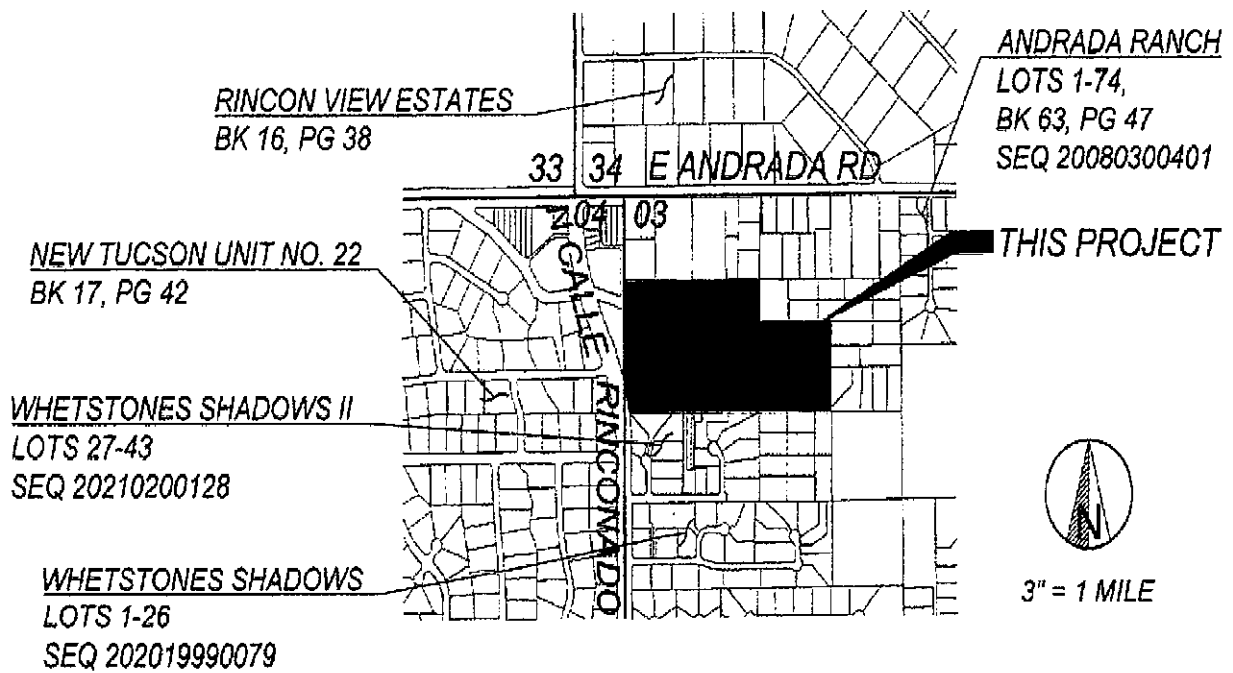 RINCON VIEW ESTATES
BK 16, PG 38
ANDRADA RANCH
LOTS 1-74,
BK 63, PG 47
SEQ 20080300401
33 34 E ANDRADA RD
04 03
THIS PROJECT
NEW TUCSON UNIT NO. 22
BK 17, PG 42
N CALLE RINCONADO
WHETSTONES SHADOWS II
LOTS 27-43
SEQ 20210200128
WHETSTONES SHADOWS
LOTS 1-26
SEQ 202019990079
N
3" = 1 MILE